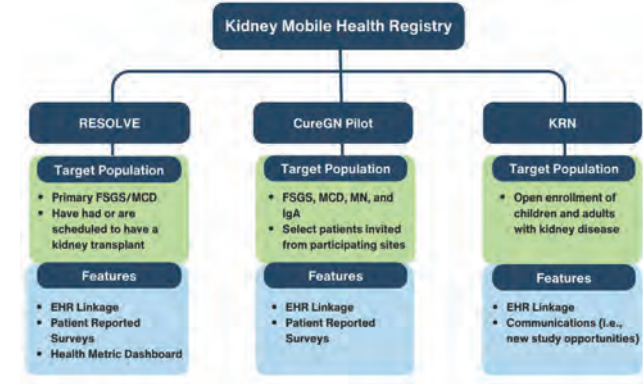 Kidney Mobile Health Registry
RESOLVE
Target Population
• Primary FSGS/MCD
• Have had or are
scheduled to have a
kidney transplant
Features
• EHR Linkage
• Patient Reported
Surveys
• Health Metric Dashboard
CureGN Pilot
Target Population
• FSGS, MCD, MN, and
IgA
• Select patients invited
from participating sites
Features
• EHR Linkage
• Patient Reported
Surveys
KRN
Target Population
• Open enrollment of
children and adults
with kidney disease
Features
• EHR Linkage
• Communications (i.e.,
new study opportunities)